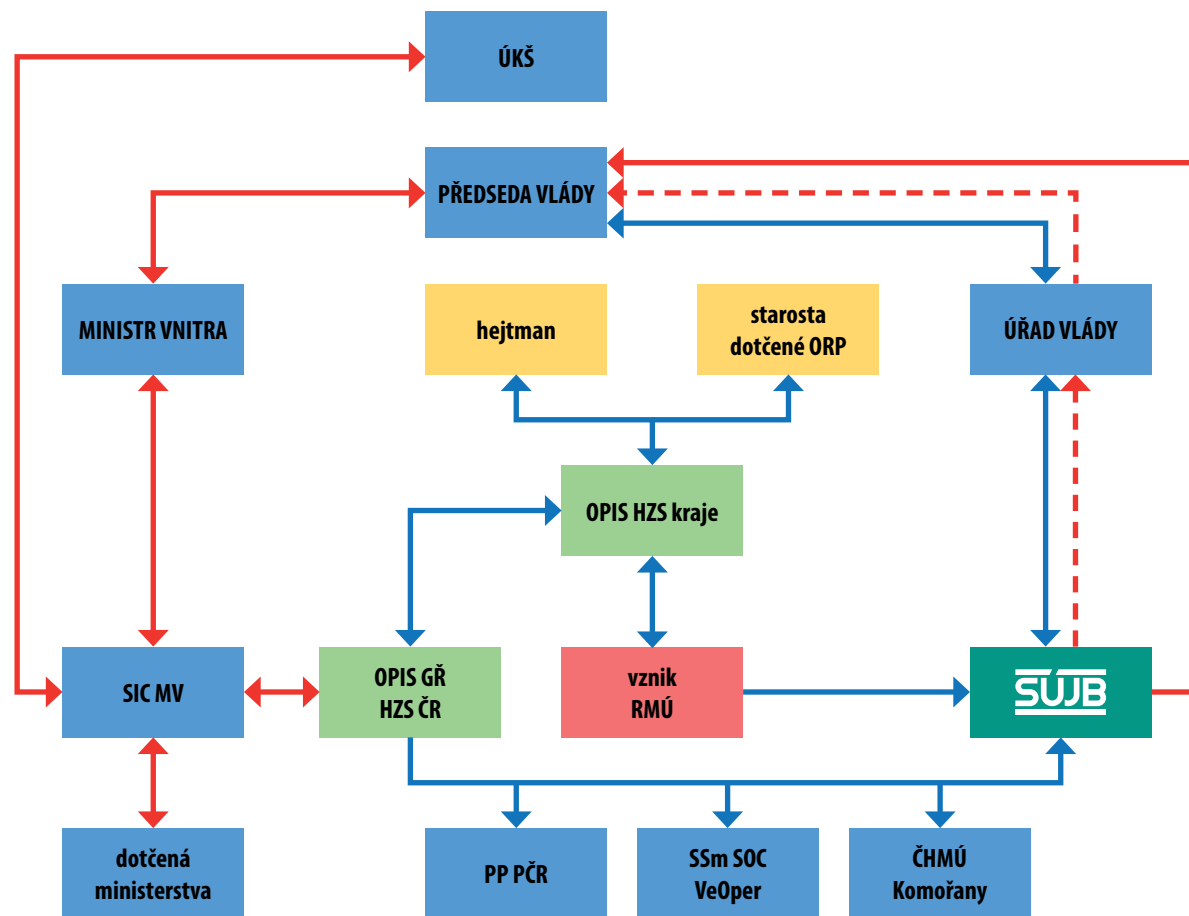 ÚKŠ
PŘEDSEDA VLÁDY
MINISTR VNITRA
hejtman
starosta
dotčené ORP
ÚŘAD VLÁDY
OPIS HZS kraje
SIC MV
OPIS GŘ
HZS ČR
vznik
RMÚ
SÚJB
dotčená
ministerstva
PP PČR
SSm SOC
VeOper
ČHMÚ
Komořany